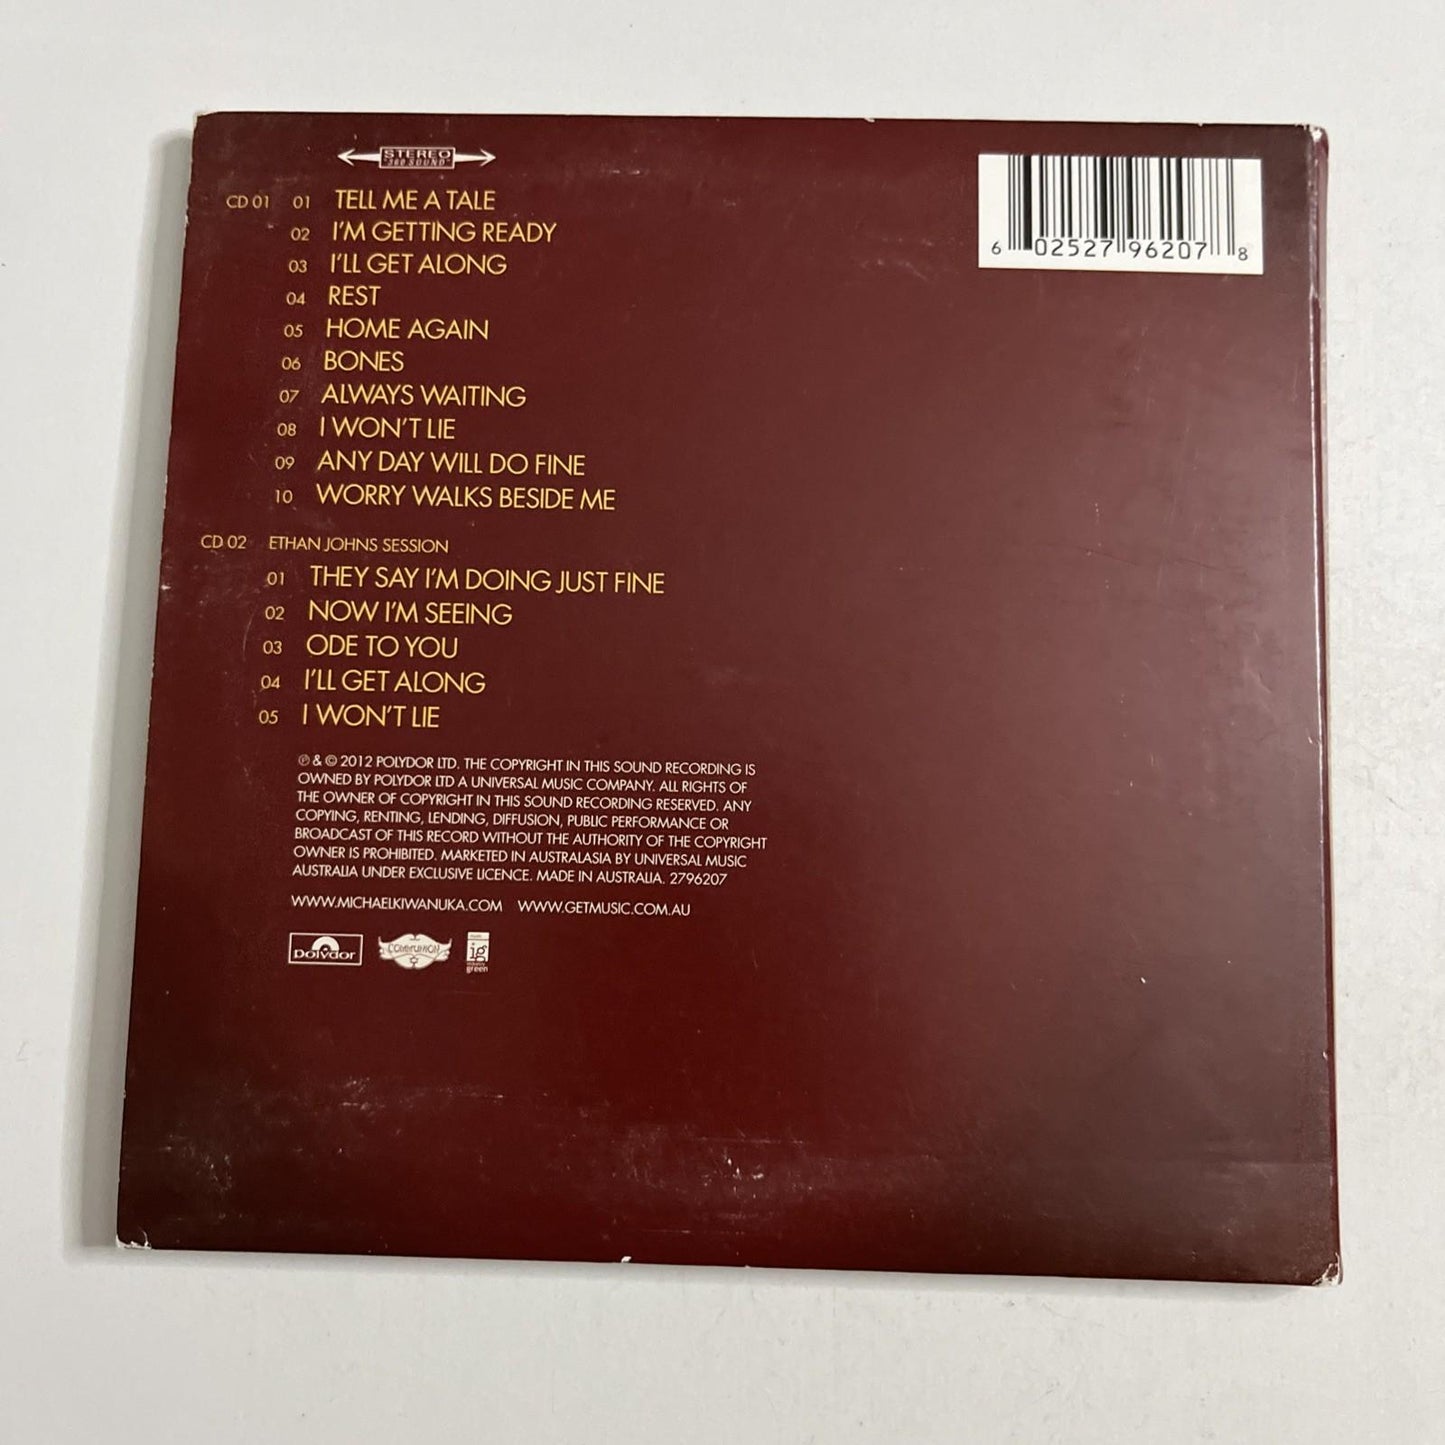 STEREO
"360 SOUND"
6 02527 96207 8
CD 01 01 TELL ME A TALE
02 I'M GETTING READY
03 I'LL GET ALONG
04 REST
05 HOME AGAIN
06 BONES
07 ALWAYS WAITING
08 I WON'T LIE
09 ANY DAY WILL DO FINE
10 WORRY WALKS BESIDE ME
CD 02 ETHAN JOHNS SESSION
01 THEY SAY I'M DOING JUST FINE
02 NOW I'M SEEING
03 ODE TO YOU
04 I'LL GET ALONG
05 I WON'T LIE
℗ & © 2012 POLYDOR LTD. THE COPYRIGHT IN THIS SOUND RECORDING IS
OWNED BY POLYDOR LTD A UNIVERSAL MUSIC COMPANY. ALL RIGHTS OF
THE OWNER OF COPYRIGHT IN THIS SOUND RECORDING RESERVED. ANY
COPYING, RENTING, LENDING, DIFFUSION, PUBLIC PERFORMANCE OR
BROADCAST OF THIS RECORD WITHOUT THE AUTHORITY OF THE COPYRIGHT
OWNER IS PROHIBITED. MARKETED IN AUSTRALASIA BY UNIVERSAL MUSIC
AUSTRALIA UNDER EXCLUSIVE LICENCE. MADE IN AUSTRALIA. 2796207
WWW.MICHAELKIWANUKA.COM WWW.GETMUSIC.COM.AU
Polydor COMMUNION ig
green